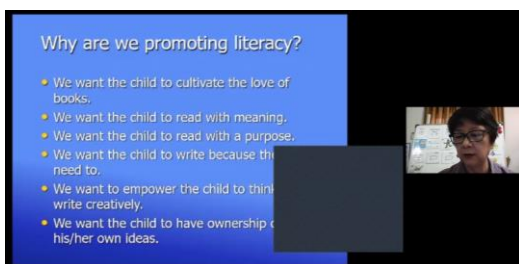 Why are we promoting literacy?
We want the child to cultivate the love of
books.
We want the child to read with meaning.
We want the child to read with a purpose.
We want the child to write because
need to.
We want to empower the child to think
write creatively.
We want the child to have ownership
his/her own ideas.